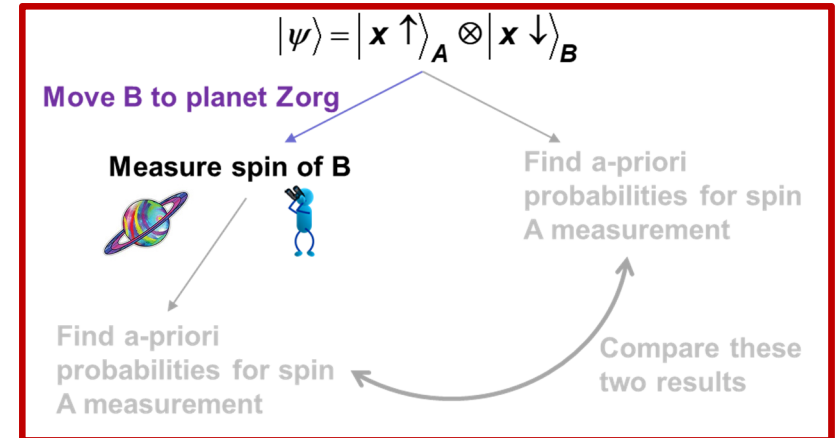 |ψ⟩ = |x ↑⟩_A ⊗ |x ↓⟩_B
Move B to planet Zorg
Measure spin of B
Find a-priori
probabilities for spin
A measurement
Find a-priori
probabilities for spin
A measurement
Compare these
two results